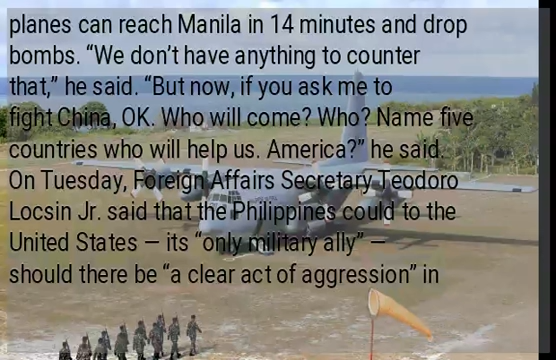 planes can reach Manila in 14 minutes and drop
bombs. “We don’t have anything to counter
that,” he said. “But now, if you ask me to
fight China, OK. Who will come? Who? Name five
countries who will help us. America?” he said.
On Tuesday, Foreign Affairs Secretary Teodoro
Locsin Jr. said that the Philippines could to the
United States — its “only military ally” —
should there be “a clear act of aggression” in